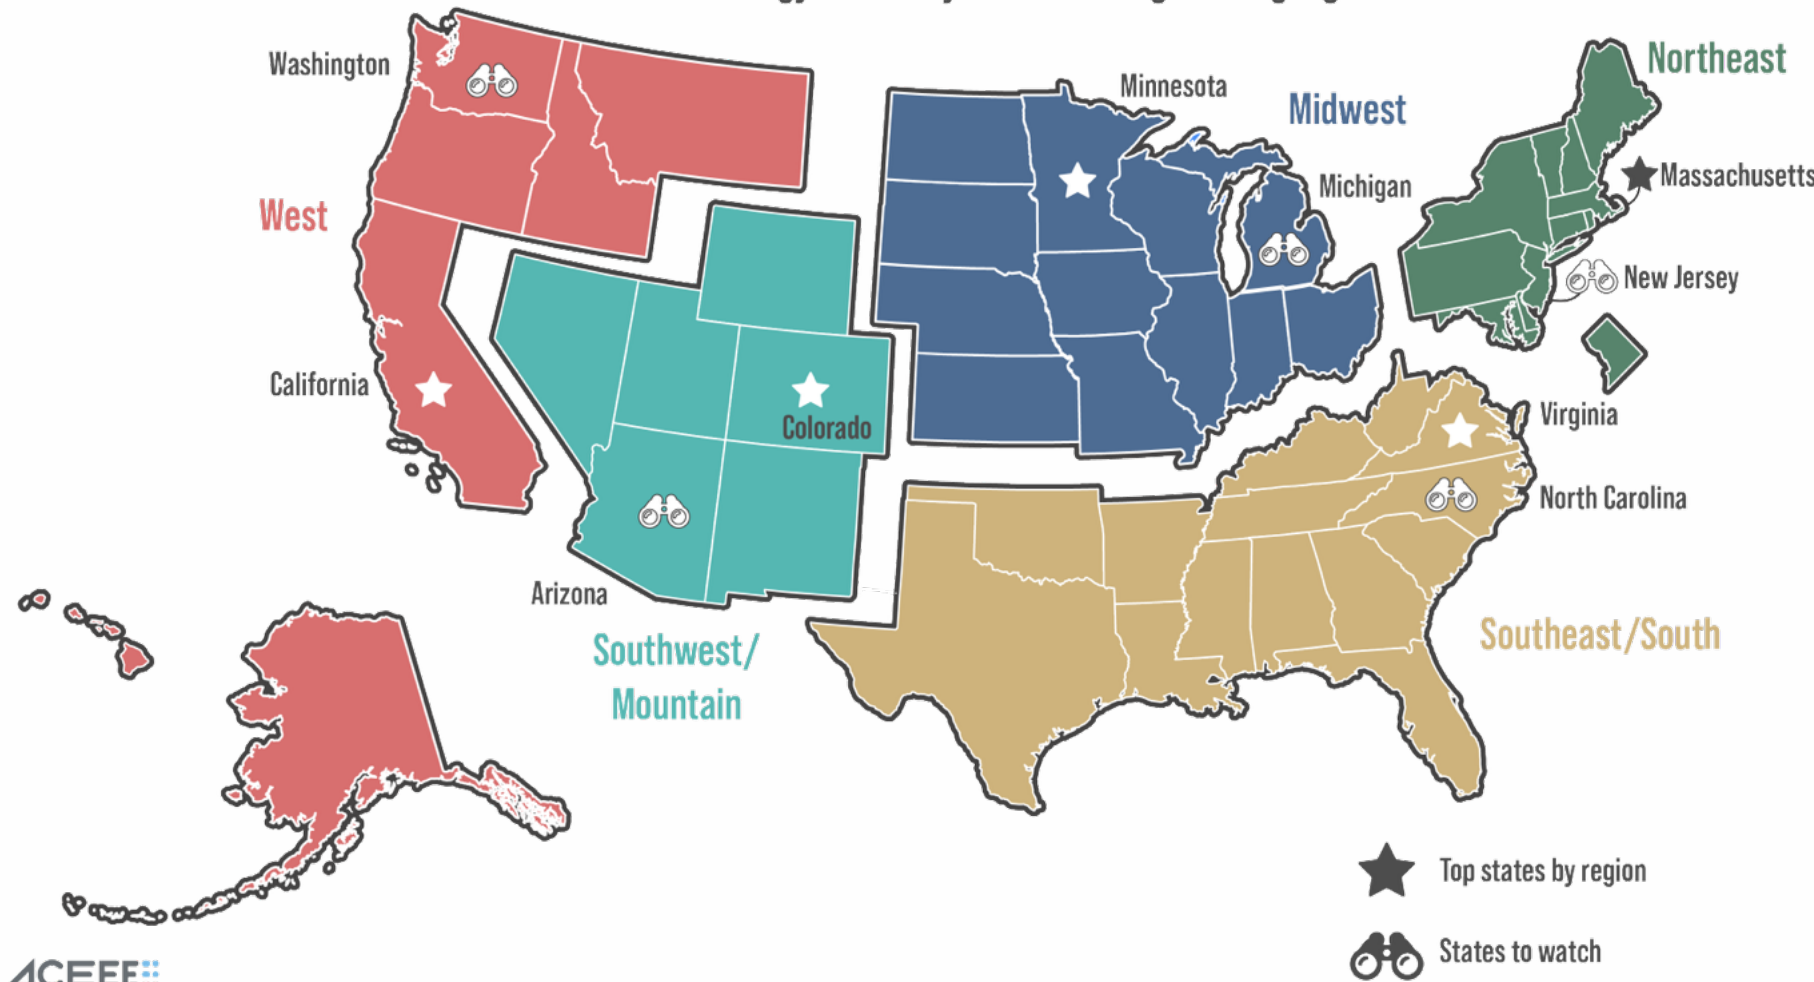 Washington
Minnesota
Midwest
Northeast
Michigan
Massachusetts
West
New Jersey
California
Colorado
Virginia
North Carolina
Arizona
Southwest/
Mountain
Southeast/South
Top states by region
States to watch